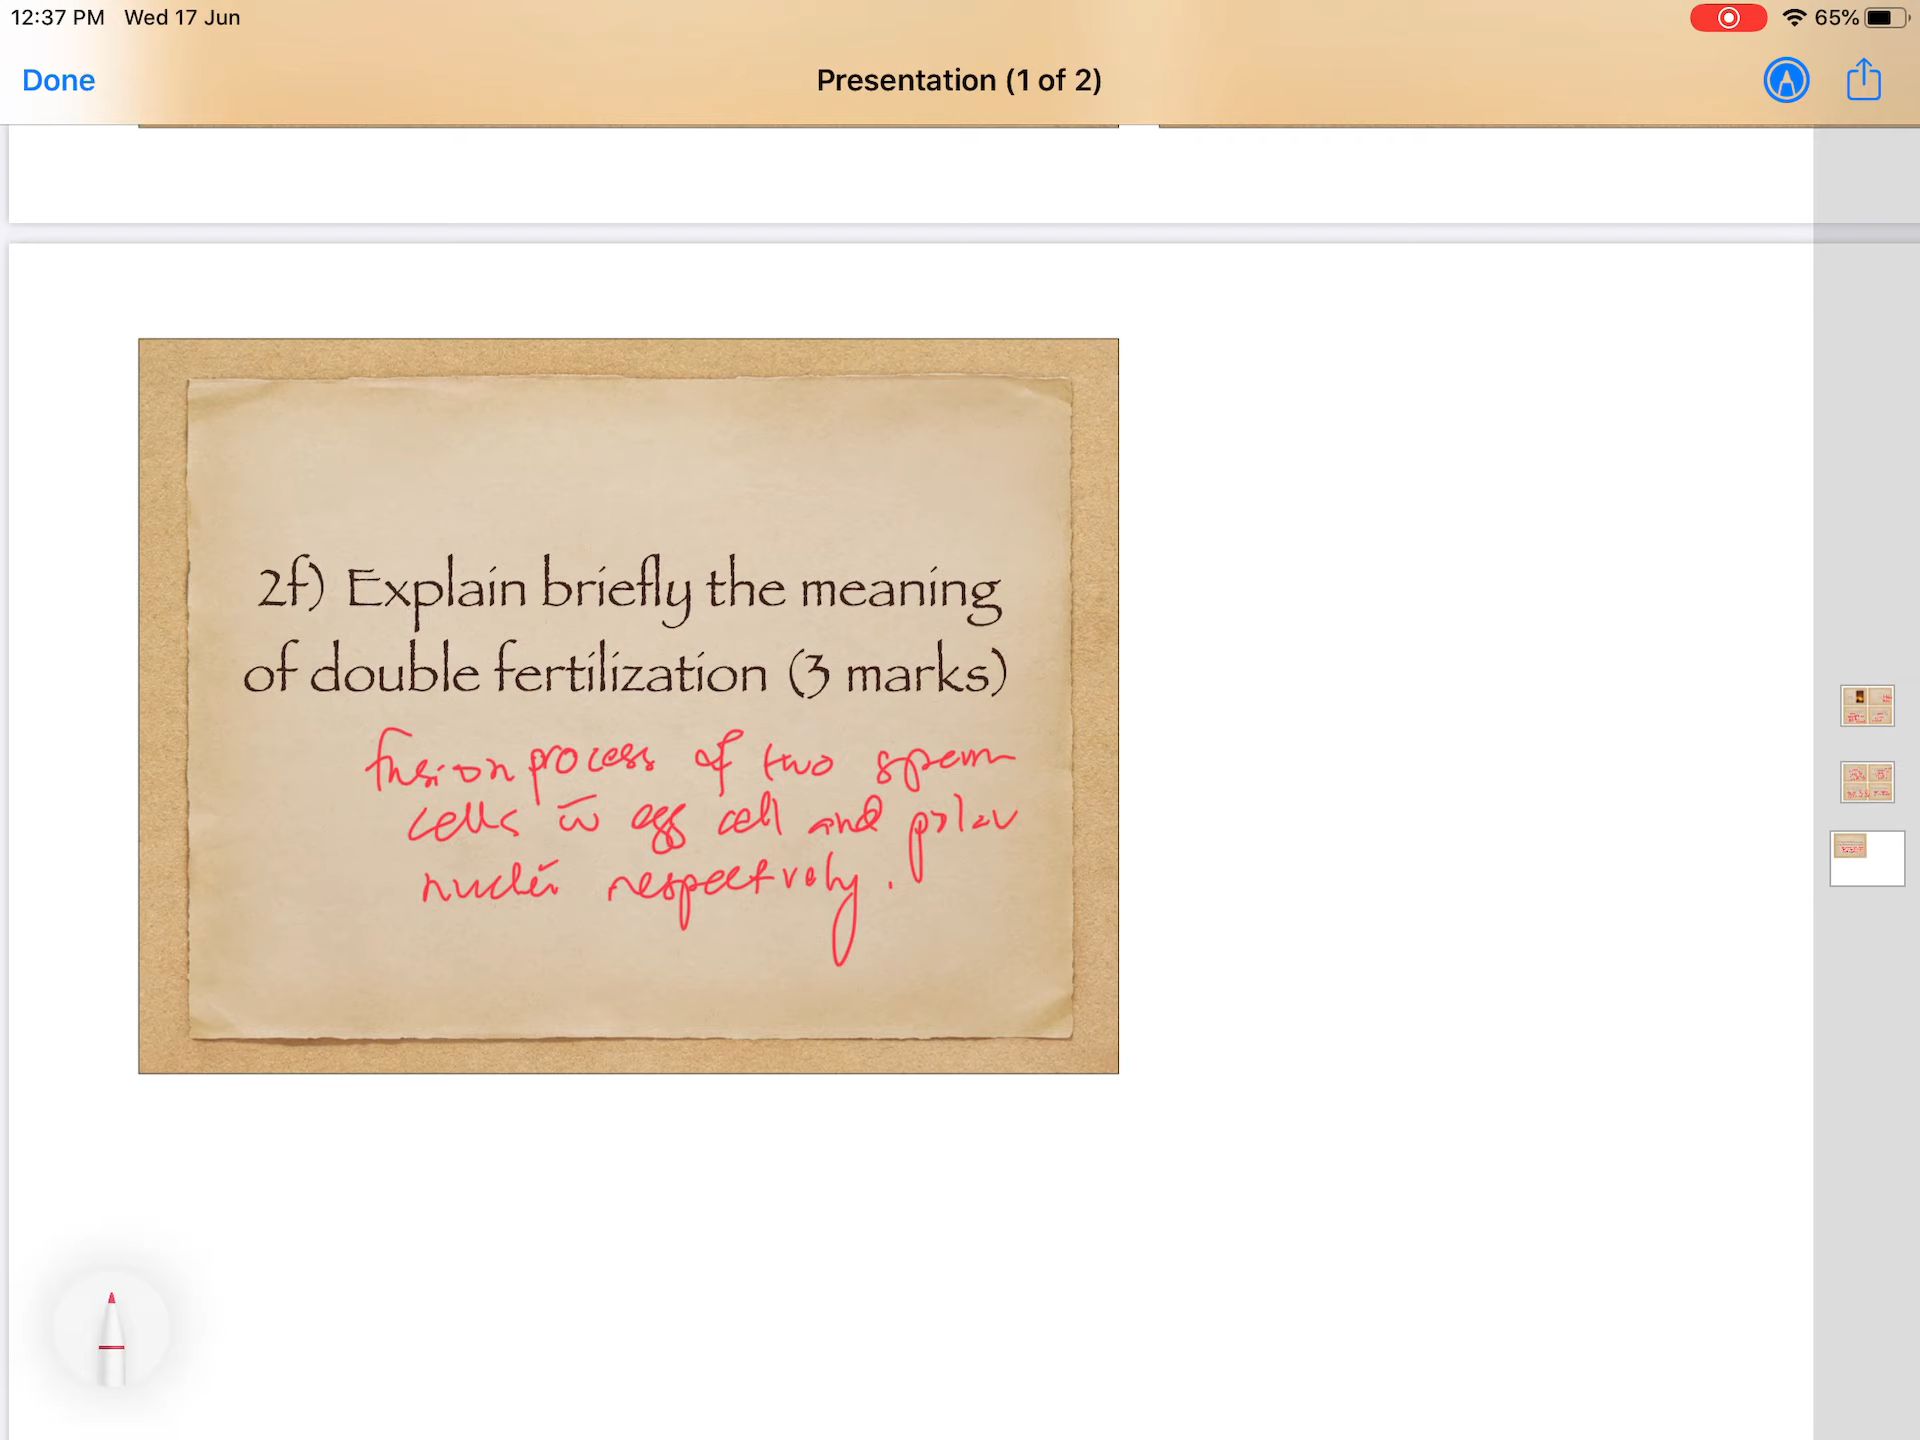 12:37 PM Wed 17 Jun
65%
Done
Presentation (1 of 2)
2f) Explain briefly the meaning
of double fertilization (3 marks)
fusion process of two sperm
cells w̄ egg cell and polar
nuclei respectively.